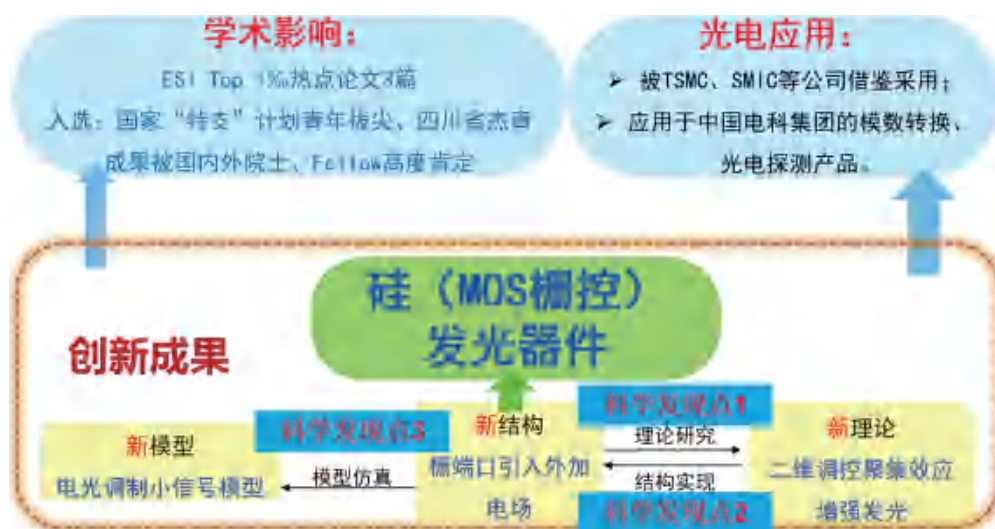 学术影响:
ESI Top 1‰热点论文3篇
入选:国家“特支”计划青年拔尖、四川省杰青
成果被国内外院士、Fellow高度肯定
光电应用:
➢ 被TSMC、SMIC等公司借鉴采用;
➢ 应用于中国电科集团的模数转换、
光电探测产品。
硅(MOS栅控)
发光器件
创新成果
新模型
电光调制小信号模型
科学发现点3
模型仿真
新结构
栅端口引入外加
电场
科学发现点1
理论研究
结构实现
科学发现点2
新理论
二维调控聚集效应
增强发光